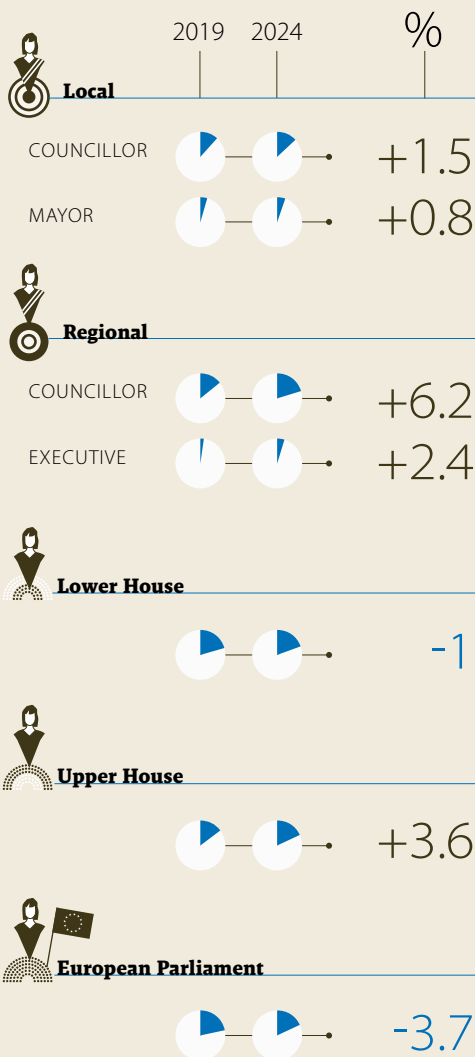 2019 2024 %
Local
COUNCILLOR +1.5
MAYOR +0.8
Regional
COUNCILLOR +6.2
EXECUTIVE +2.4
Lower House
-1
Upper House
+3.6
European Parliament
-3.7